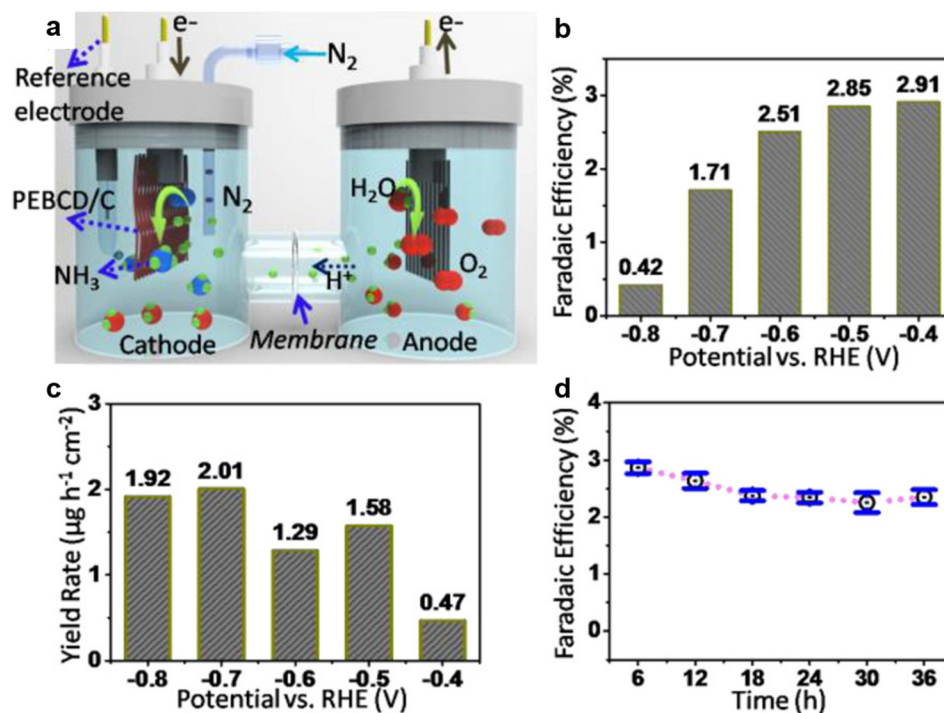 a
e-
e-
N₂
Reference
electrode
PEBCD/C
N₂
H₂O
NH₃
H⁺
O₂
Cathode
Membrane
Anode
b
Faradaic Efficiency (%)
3
2
1
0
0.42
1.71
2.51
2.85
2.91
-0.8
-0.7
-0.6
-0.5
-0.4
Potential vs. RHE (V)
c
Yield Rate (µg h⁻¹ cm⁻²)
3
2
1
0
1.92
2.01
1.29
1.58
0.47
-0.8
-0.7
-0.6
-0.5
-0.4
Potential vs. RHE (V)
d
Faradaic Efficiency (%)
4
3
2
1
0
6
12
18
24
30
36
Time (h)